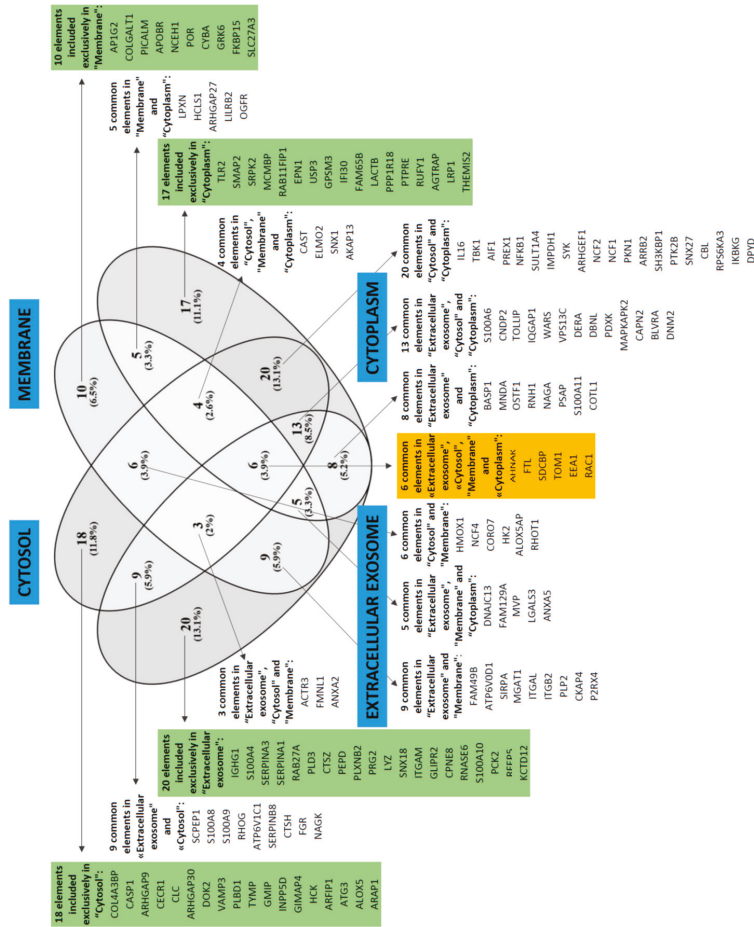 MEMBRANE
CYTOSOL
CYTOPLASM
EXTRACELLULAR EXOSOME
18
(11.8%)
10
(6.5%)
20
(13.1%)
17
(11.1%)
9
(5.9%)
6
(3.9%)
5
(3.3%)
3
(2%)
4
(2.6%)
9
(5.9%)
6
(3.9%)
20
(13.1%)
5
(3.3%)
13
(8.5%)
8
(5.2%)
18 elements
included
exclusively in
"Cytosol":
COL4A3BP
CASP1
ARHGAP9
CECR1
CLC
ARHGAP30
DOK2
VAMP3
PLBD1
TYMP
GMIP
INPP5D
GIMAP4
HCK
ARFIP1
ATG3
ALOX5
ARAP1
9 common
elements in
"Extracellular
exosome"
and
«Cytosol":
SCPEP1
S100A8
S100A9
RHOG
ATP6V1C1
SERPINB8
CTSH
FGR
NAGK
20 elements
included
exclusively in
"Extracellular
exosome":
IGHG1
S100A4
SERPINA3
SERPINA1
RAB27A
PLD3
CTSZ
PEPD
PLXNB2
PRG2
LYZ
SNX18
ITGAM
GLIPR2
CPNE8
RNASE6
S100A10
PCK2
REEP5
KCTD12
3 common
elements in
"Extracellular
exosome",
"Cytosol" and
"Membrane":
ACTR3
FMNL1
ANXA2
9 common
elements in
"Extracellular
exosome" and
"Membrane":
FAM49B
ATP6V0D1
SIRPA
MGAT1
ITGAL
ITGB2
PLP2
CKAP4
P2RX4
5 common
elements in
"Extracellular
exosome",
"Membrane" and
"Cytoplasm":
DNAJC13
FAM129A
MVP
LGALS3
ANXA5
6 common
elements in
"Cytosol" and
"Membrane":
HMOX1
NCF4
CORO7
HK2
ALOX5AP
RHOT1
6 common
elements in
«Extracellular
exosome",
«Cytosol",
"Membrane"
and
«Cytoplasm":
AHNAK
FTL
SDCBP
TOM1
EEA1
RAC1
8 common
elements in
"Extracellular
exosome"
and
"Cytoplasm":
BASP1
MNDA
OSTF1
RNH1
NAGA
PSAP
S100A11
COTL1
13 common
elements in
"Extracellular
exosome",
"Cytosol" and
"Cytoplasm":
S100A6
CNDP2
TOLLIP
IQGAP1
WARS
VPS13C
DERA
DBNL
PDXK
MAPKAPK2
CAPN2
BLVRA
DNM2
20 common
elements in
"Cytosol" and
"Cytoplasm":
IL16
TBK1
AIF1
PREX1
NFKB1
SULT1A4
IMPDH1
SYK
ARHGEF1
NCF2
NCF1
PKN1
ARRB2
SH3KBP1
PTK2B
SNX27
CBL
RPS6KA3
IKBKG
DPYD
4 common
elements in
"Cytosol",
"Membrane"
and
"Cytoplasm":
CAST
ELMO2
SNX1
AKAP13
17 elements
included
exclusively in
"Cytoplasm":
TLR2
SMAP2
SRPK2
MCMBP
RAB11FIP1
EPN1
USP3
GPSM3
IFI30
FAM65B
LACTB
PPP1R18
PTPRE
RUFY1
AGTRAP
LRP1
THEMIS2
5 common
elements in
"Membrane"
and
"Cytoplasm":
LPXN
HCLS1
ARHGAP27
LILRB2
OGFR
10 elements
included
exclusively in
"Membrane":
AP1G2
COLGALT1
PICALM
APOBR
NCEH1
POR
CYBA
GRK6
FKBP15
SLC27A3